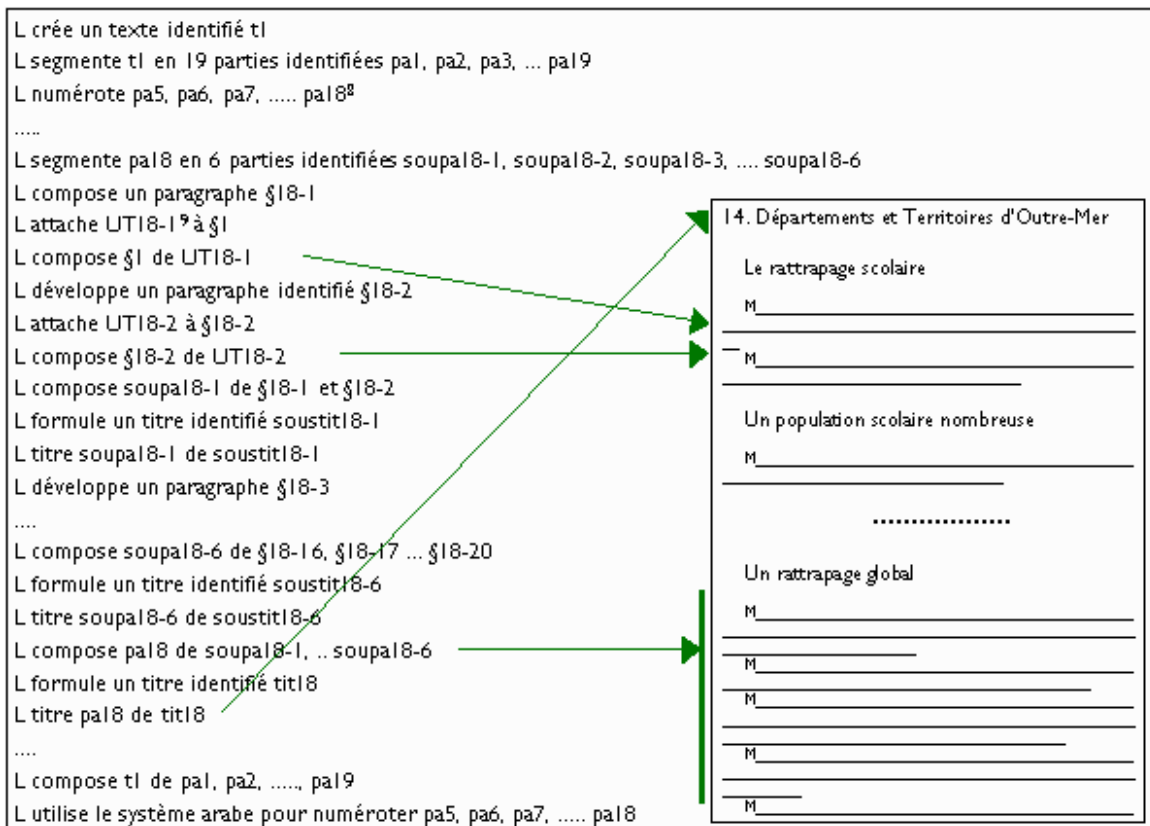 L crée un texte identifié t1
L segmente t1 en 19 parties identifiées pa1, pa2, pa3, ... pa19
L numérote pa5, pa6, pa7, ..... pa18⁸
.....
L segmente pa18 en 6 parties identifiées soupa18-1, soupa18-2, soupa18-3, .... soupa18-6
L compose un paragraphe §18-1
L attache UT18-1⁹ à §1
L compose §1 de UT18-1
L développe un paragraphe identifié §18-2
L attache UT18-2 à §18-2
L compose §18-2 de UT18-2
L compose soupa18-1 de §18-1 et §18-2
L formule un titre identifié soustit18-1
L titre soupa18-1 de soustit18-1
L développe un paragraphe §18-3
....
L compose soupa18-6 de §18-16, §18-17 ... §18-20
L formule un titre identifié soustit18-6
L titre soupa18-6 de soustit18-6
L compose pa18 de soupa18-1, .. soupa18-6
L formule un titre identifié tit18
L titre pa18 de tit18
....
L compose t1 de pa1, pa2, ....., pa19
L utilise le système arabe pour numéroter pa5, pa6, pa7, ..... pa18
14. Départements et Territoires d'Outre-Mer
Le rattrapage scolaire
M
M
Un population scolaire nombreuse
M
..................
Un rattrapage global
M
M
M
M
M